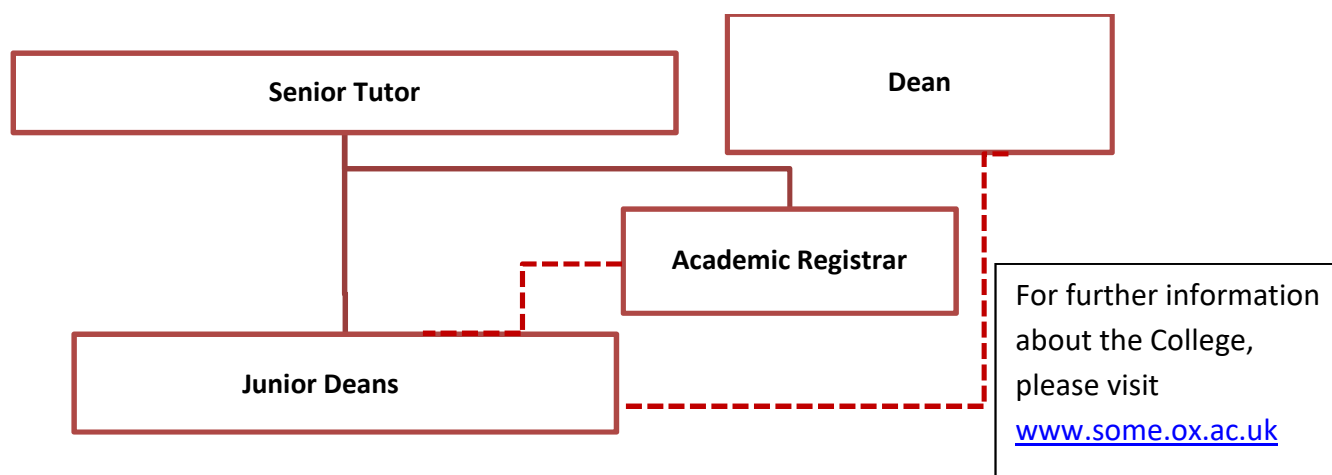 Senior Tutor
Dean
Academic Registrar
Junior Deans
For further information
about the College,
please visit
www.some.ox.ac.uk